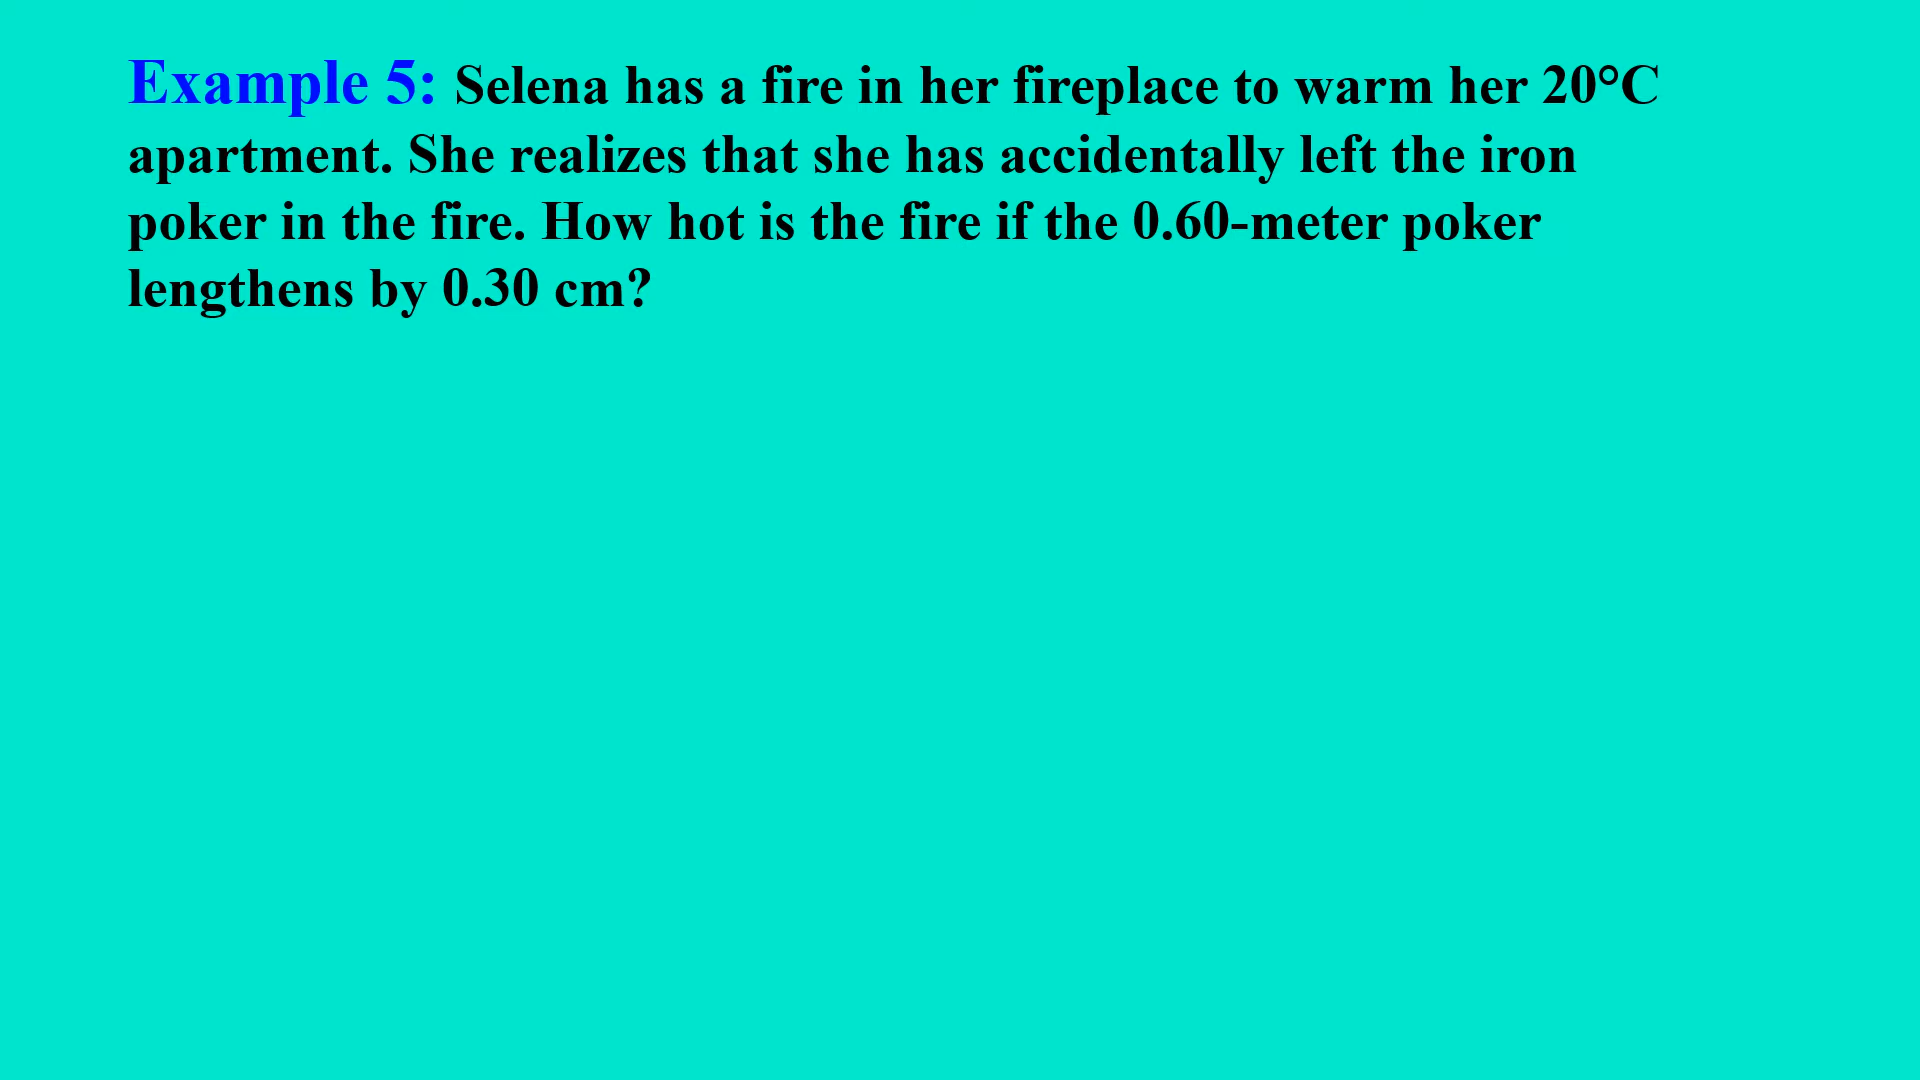 Example 5: Selena has a fire in her fireplace to warm her 20°C
apartment. She realizes that she has accidentally left the iron
poker in the fire. How hot is the fire if the 0.60-meter poker
lengthens by 0.30 cm?